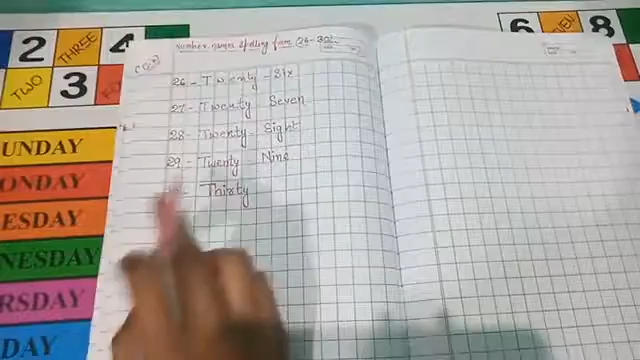 2 THREE 4
TWO 3
6 SEVEN 8
number names spelling from (26-30).
26 - Twenty - Six
27 - Twenty Seven
28 - Twenty Eight
29 - Twenty Nine
- Thirty
UNDAY
ONDAY
ESDAY
NESDAY
RSDAY
DAY